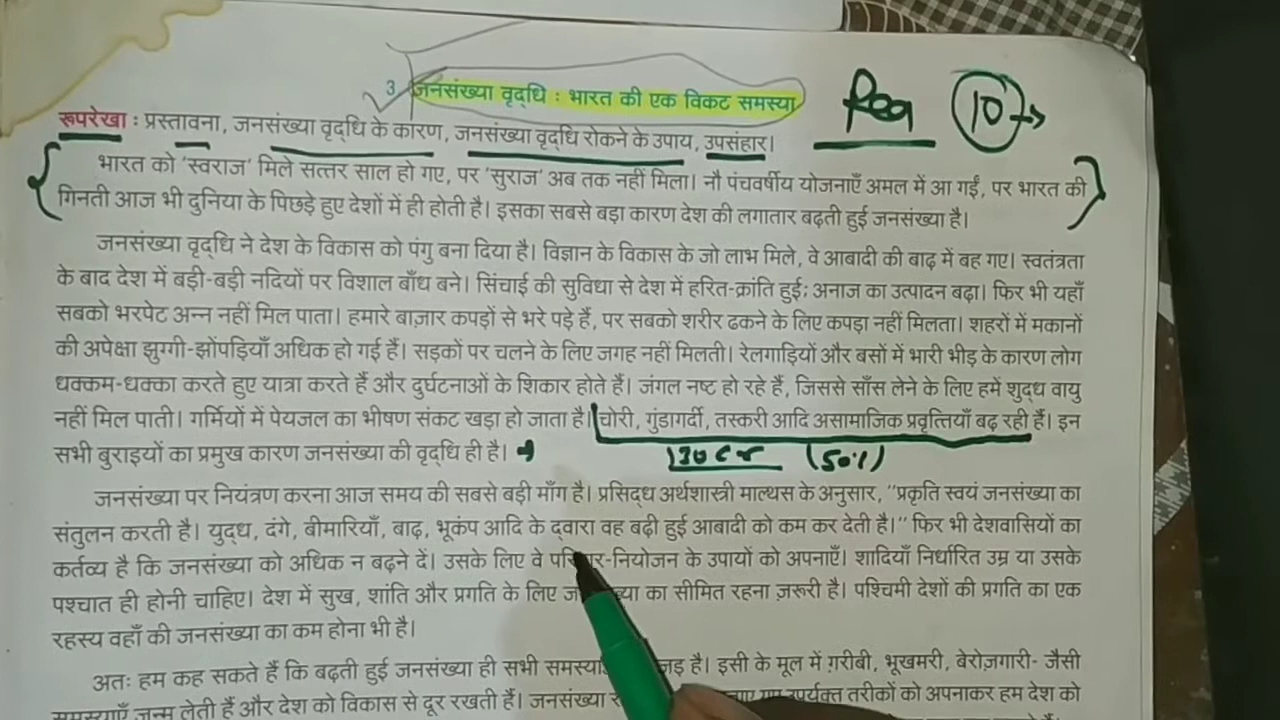 3 जनसंख्या वृद्धि : भारत की एक विकट समस्या
10
रूपरेखा : प्रस्तावना, जनसंख्या वृद्धि के कारण, जनसंख्या वृद्धि रोकने के उपाय, उपसंहार।
भारत को 'स्वराज' मिले सत्तर साल हो गए, पर 'सुराज' अब तक नहीं मिला। नौ पंचवर्षीय योजनाएँ अमल में आ गईं, पर भारत की
गिनती आज भी दुनिया के पिछड़े हुए देशों में ही होती है। इसका सबसे बड़ा कारण देश की लगातार बढ़ती हुई जनसंख्या है।
जनसंख्या वृद्धि ने देश के विकास को पंगु बना दिया है। विज्ञान के विकास के जो लाभ मिले, वे आबादी की बाढ़ में बह गए। स्वतंत्रता
के बाद देश में बड़ी-बड़ी नदियों पर विशाल बाँध बने। सिंचाई की सुविधा से देश में हरित-क्रांति हुई; अनाज का उत्पादन बढ़ा। फिर भी यहाँ
सबको भरपेट अन्न नहीं मिल पाता। हमारे बाज़ार कपड़ों से भरे पड़े हैं, पर सबको शरीर ढकने के लिए कपड़ा नहीं मिलता। शहरों में मकानों
की अपेक्षा झुग्गी-झोंपड़ियाँ अधिक हो गई हैं। सड़कों पर चलने के लिए जगह नहीं मिलती। रेलगाड़ियों और बसों में भारी भीड़ के कारण लोग
धक्कम-धक्का करते हुए यात्रा करते हैं और दुर्घटनाओं के शिकार होते हैं। जंगल नष्ट हो रहे हैं, जिससे साँस लेने के लिए हमें शुद्ध वायु
नहीं मिल पाती। गर्मियों में पेयजल का भीषण संकट खड़ा हो जाता है। चोरी, गुंडागर्दी, तस्करी आदि असामाजिक प्रवृत्तियाँ बढ़ रही हैं। इन
सभी बुराइयों का प्रमुख कारण जनसंख्या की वृद्धि ही है।
(50%)
जनसंख्या पर नियंत्रण करना आज समय की सबसे बड़ी माँग है। प्रसिद्ध अर्थशास्त्री माल्थस के अनुसार, "प्रकृति स्वयं जनसंख्या का
संतुलन करती है। युद्ध, दंगे, बीमारियाँ, बाढ़, भूकंप आदि के द्वारा वह बढ़ी हुई आबादी को कम कर देती है।" फिर भी देशवासियों का
कर्तव्य है कि जनसंख्या को अधिक न बढ़ने दें। उसके लिए वे परिवार-नियोजन के उपायों को अपनाएँ। शादियाँ निर्धारित उम्र या उसके
पश्चात ही होनी चाहिए। देश में सुख, शांति और प्रगति के लिए का सीमित रहना ज़रूरी है। पश्चिमी देशों की प्रगति का एक
रहस्य वहाँ की जनसंख्या का कम होना भी है।
अतः हम कह सकते हैं कि बढ़ती हुई जनसंख्या ही सभी है। इसी के मूल में ग़रीबी, भूखमरी, बेरोज़गारी- जैसी
समस्याएँ जन्म लेती हैं और देश को विकास से दूर रखती हैं। उपर्यक्त तरीकों को अपनाकर हम देश को